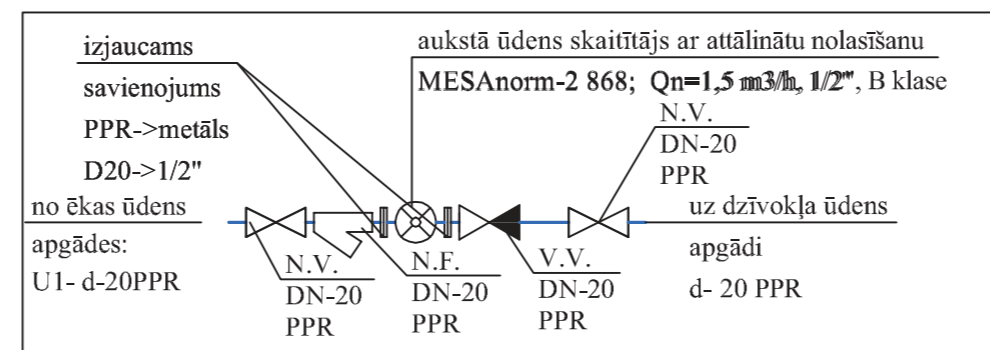 izjaucams
savienojums
PPR->metāls
D20->1/2"
aukstā ūdens skaitītājs ar attālinātu nolasīšanu
MESAnorm-2 868; Qn=1,5 m3/h, 1/2", B klase
N.V.
DN-20
PPR
no ēkas ūdens
apgādes:
U1- d-20PPR
N.V.
DN-20
PPR
N.F.
DN-20
PPR
V.V.
DN-20
PPR
uz dzīvokļa ūdens
apgādi
d- 20 PPR